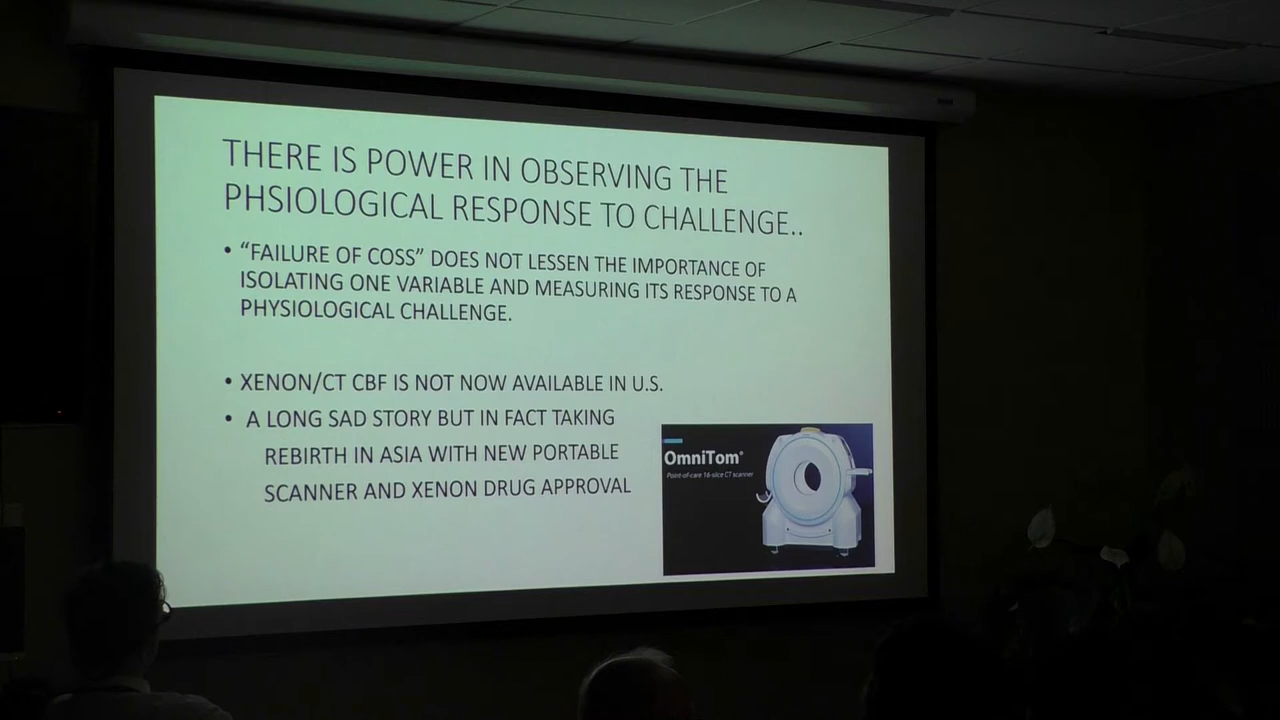 THERE IS POWER IN OBSERVING THE
PHSIOLOGICAL RESPONSE TO CHALLENGE..
• “FAILURE OF COSS” DOES NOT LESSEN THE IMPORTANCE OF
ISOLATING ONE VARIABLE AND MEASURING ITS RESPONSE TO A
PHYSIOLOGICAL CHALLENGE.
• XENON/CT CBF IS NOT NOW AVAILABLE IN U.S.
• A LONG SAD STORY BUT IN FACT TAKING
REBIRTH IN ASIA WITH NEW PORTABLE
SCANNER AND XENON DRUG APPROVAL
OmniTom®
Point-of-care 16-slice CT scanner